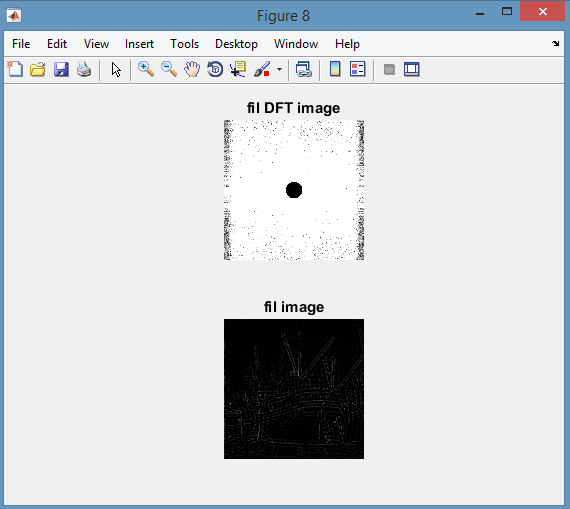 Figure 8
File Edit View Insert Tools Desktop Window Help
fil DFT image
fil image